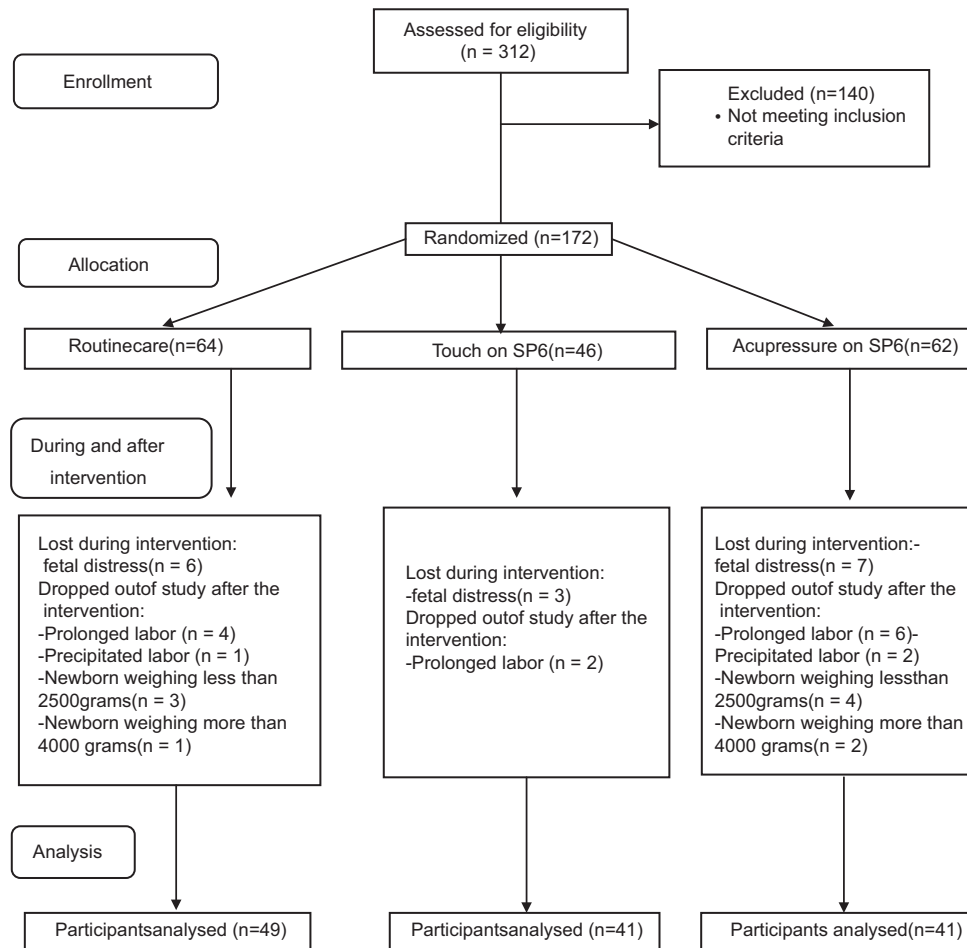 Assessed for eligibility
(n = 312)
Enrollment
Excluded (n=140)
• Not meeting inclusion
criteria
Randomized (n=172)
Allocation
Routinecare(n=64)
Touch on SP6(n=46)
Acupressure on SP6(n=62)
During and after
intervention
Lost during intervention:
fetal distress(n = 6)
Dropped outof study after the
intervention:
-Prolonged labor (n = 4)
-Precipitated labor (n = 1)
-Newborn weighing less than
2500grams(n = 3)
-Newborn weighing more than
4000 grams(n = 1)
Lost during intervention:
-fetal distress(n = 3)
Dropped outof study after the
intervention:
-Prolonged labor (n = 2)
Lost during intervention:-
fetal distress(n = 7)
Dropped outof study after the
intervention:
-Prolonged labor (n = 6)-
Precipitated labor (n = 2)
-Newborn weighing lessthan
2500grams(n = 4)
-Newborn weighing more than
4000 grams(n = 2)
Analysis
Participantsanalysed (n=49)
Participantsanalysed (n=41)
Participants analysed(n=41)